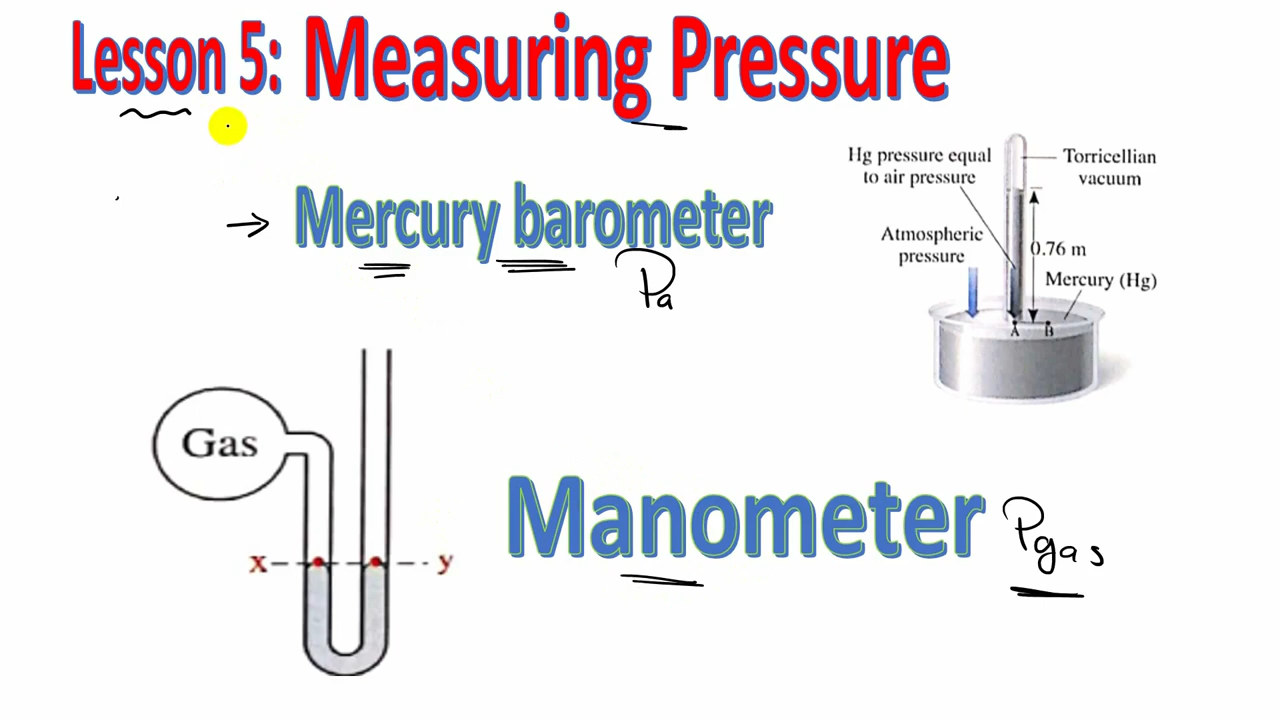 Lesson 5: Measuring Pressure
Hg pressure equal
to air pressure
Torricellian
vacuum
Mercury barometer
Pa
Atmospheric
pressure
0.76 m
Mercury (Hg)
A B
Gas
Manometer
Pgas
x y